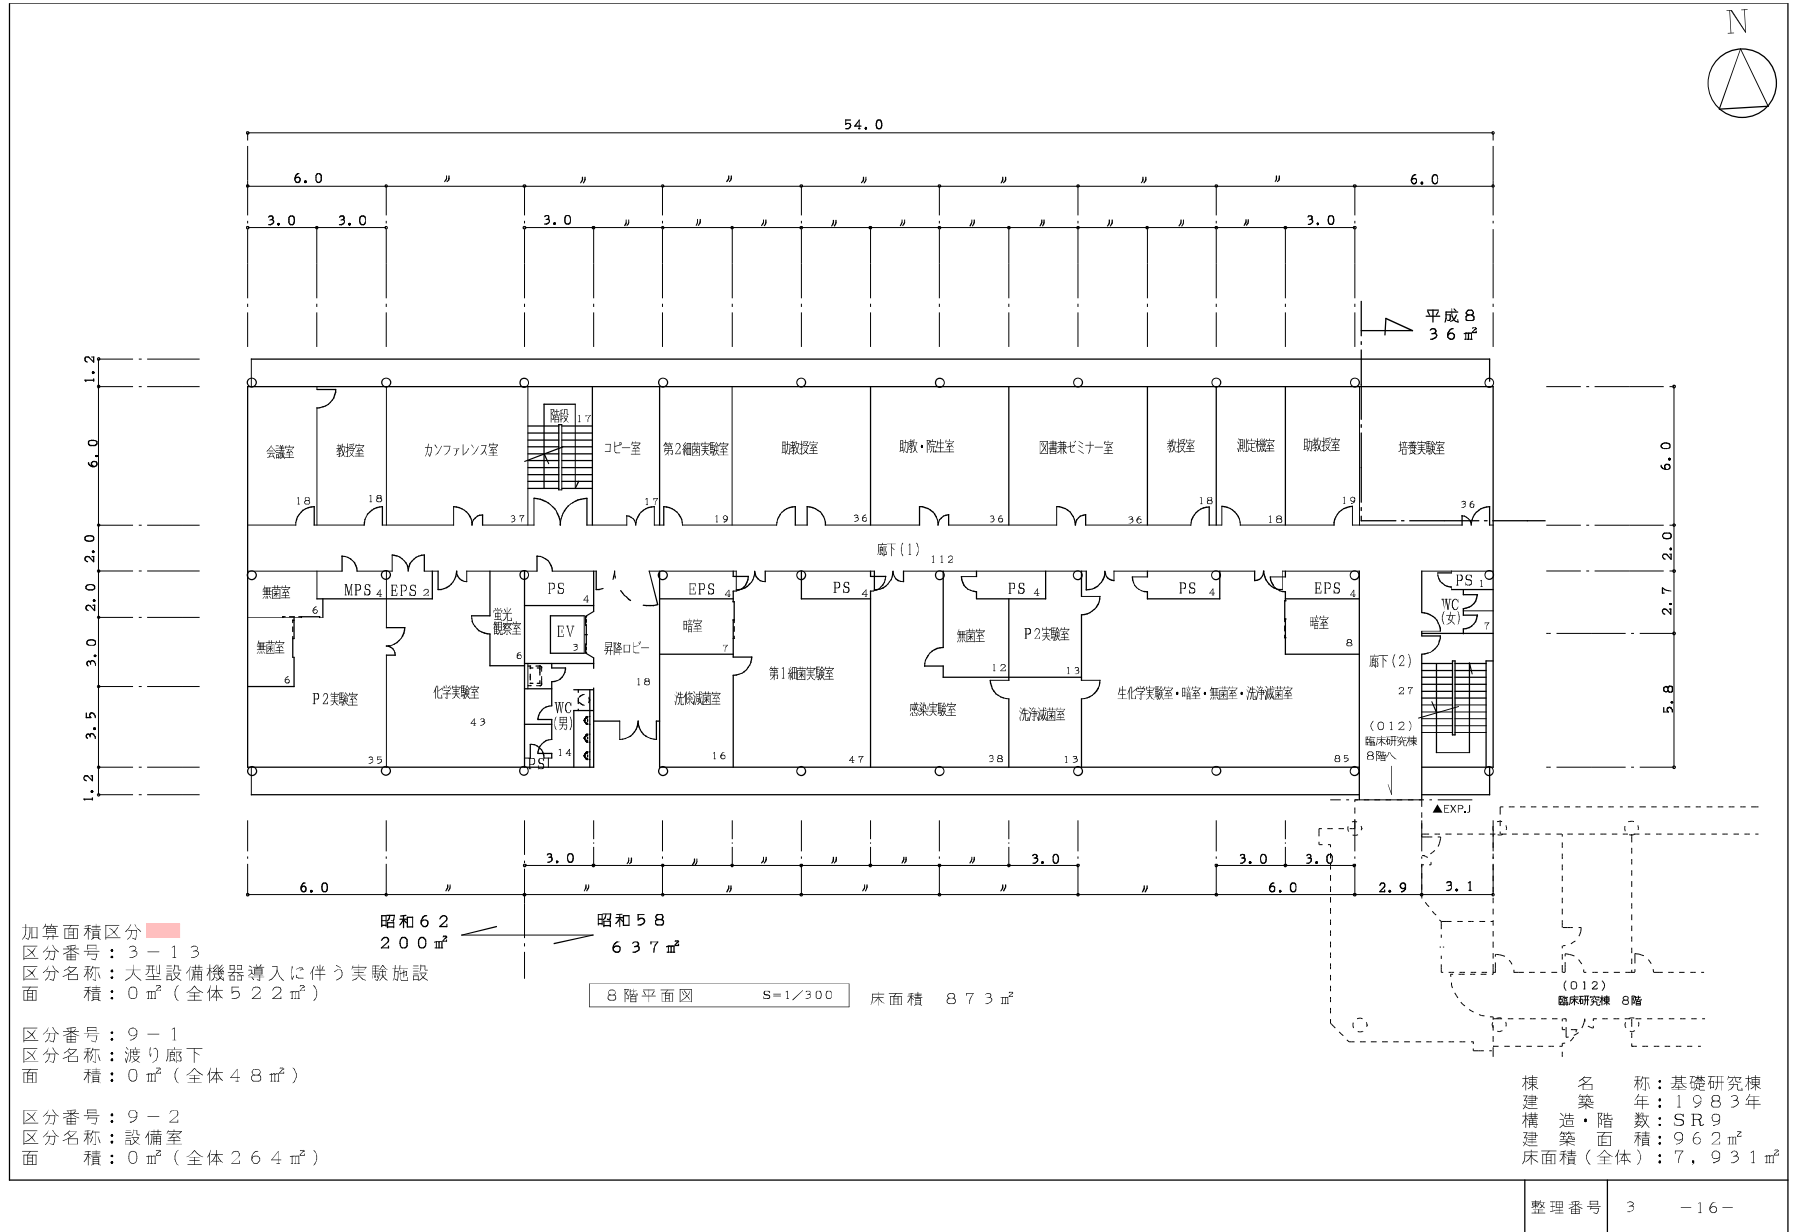 N
54.0
6.0 〃 〃 〃 〃 〃 〃 〃 6.0
3.0 3.0 3.0 〃 〃 〃 〃 〃 〃 〃 〃 〃 〃 3.0
平成8
36㎡
1.2
6.0
2.0
2.0
3.0
3.5
1.2
6.0
2.0
2.7
5.8
会議室 18
教授室 18
カンファレンス室 37
階段 17
コピー室 17
第2細菌実験室 19
助教授室 36
助教・院生室 36
図書兼ゼミナー室 36
教授室 18
測定機室 18
助教授室 19
培養実験室 36
廊下(1) 112
無菌室 6
MPS 4
EPS 2
蛍光
観察室 6
PS 4
EV 3
昇降ロビー 18
EPS 4
暗室 7
PS 4
PS 4
PS 4
EPS 4
暗室 8
PS 1
WC
(女) 7
無菌室 6
P2実験室 35
化学実験室 43
WC
(男) 14
PS
洗滌滅菌室 16
第1細菌実験室 47
無菌室 12
P2実験室 13
感染実験室 38
洗浄滅菌室 13
生化学実験室・暗室・無菌室・洗浄滅菌室 85
廊下(2)
27
(012)
臨床研究棟
8階へ
▲EXP.J
3.0 〃 〃 〃 〃 〃 〃 3.0 3.0 3.0
6.0 〃 〃 〃 〃 〃 〃 6.0 2.9 3.1
昭和62
200㎡
昭和58
637㎡
(012)
臨床研究棟 8階
8階平面図 S=1/300 床面積 873㎡
加算面積区分
区分番号:3-13
区分名称:大型設備機器導入に伴う実験施設
面 積:0㎡(全体522㎡)
区分番号:9-1
区分名称:渡り廊下
面 積:0㎡(全体48㎡)
区分番号:9-2
区分名称:設備室
面 積:0㎡(全体264㎡)
棟名称:基礎研究棟
建築年:1983年
構造・階数:SR9
建築面積:962㎡
床面積(全体):7,931㎡
整理番号 3 -16-